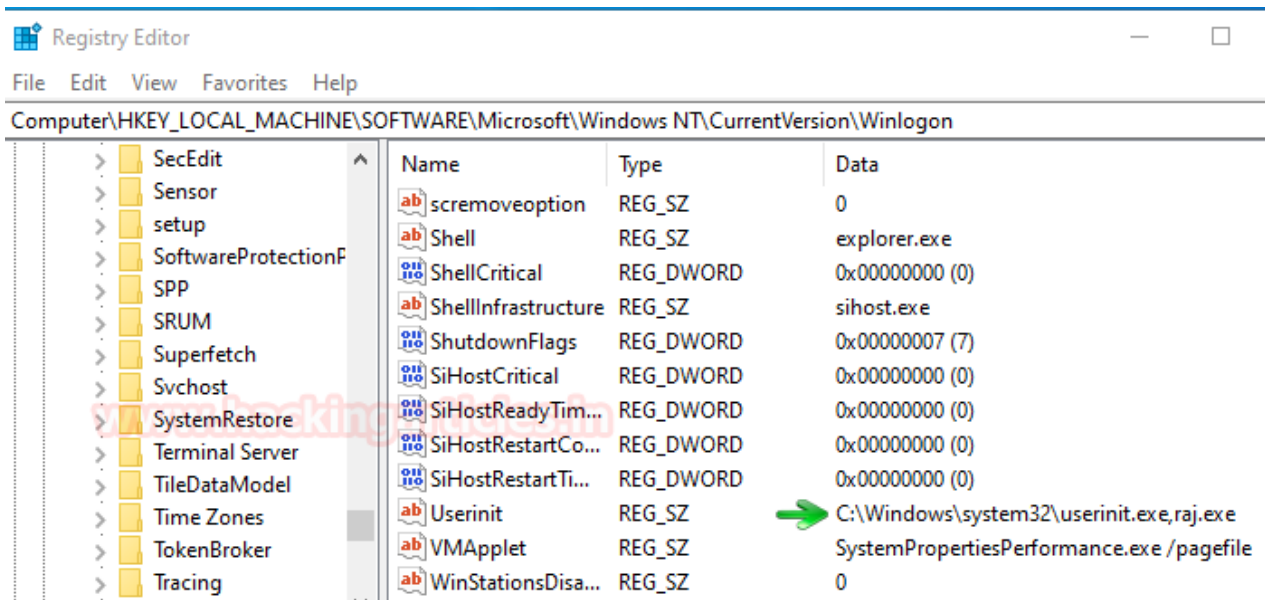 Registry Editor
File Edit View Favorites Help
Computer\HKEY_LOCAL_MACHINE\SOFTWARE\Microsoft\Windows NT\CurrentVersion\Winlogon
SecEdit
Sensor
setup
SoftwareProtectionP
SPP
SRUM
Superfetch
Svchost
SystemRestore
Terminal Server
TileDataModel
Time Zones
TokenBroker
Tracing
Name Type Data
scremoveoption REG_SZ 0
Shell REG_SZ explorer.exe
ShellCritical REG_DWORD 0x00000000 (0)
ShellInfrastructure REG_SZ sihost.exe
ShutdownFlags REG_DWORD 0x00000007 (7)
SiHostCritical REG_DWORD 0x00000000 (0)
SiHostReadyTim... REG_DWORD 0x00000000 (0)
SiHostRestartCo... REG_DWORD 0x00000000 (0)
SiHostRestartTi... REG_DWORD 0x00000000 (0)
Userinit REG_SZ C:\Windows\system32\userinit.exe,raj.exe
VMApplet REG_SZ SystemPropertiesPerformance.exe /pagefile
WinStationsDisa... REG_SZ 0
www.hackingarticles.in